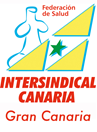 Federación
de Salud
INTERSINDICAL
CANARIA
Gran Canaria